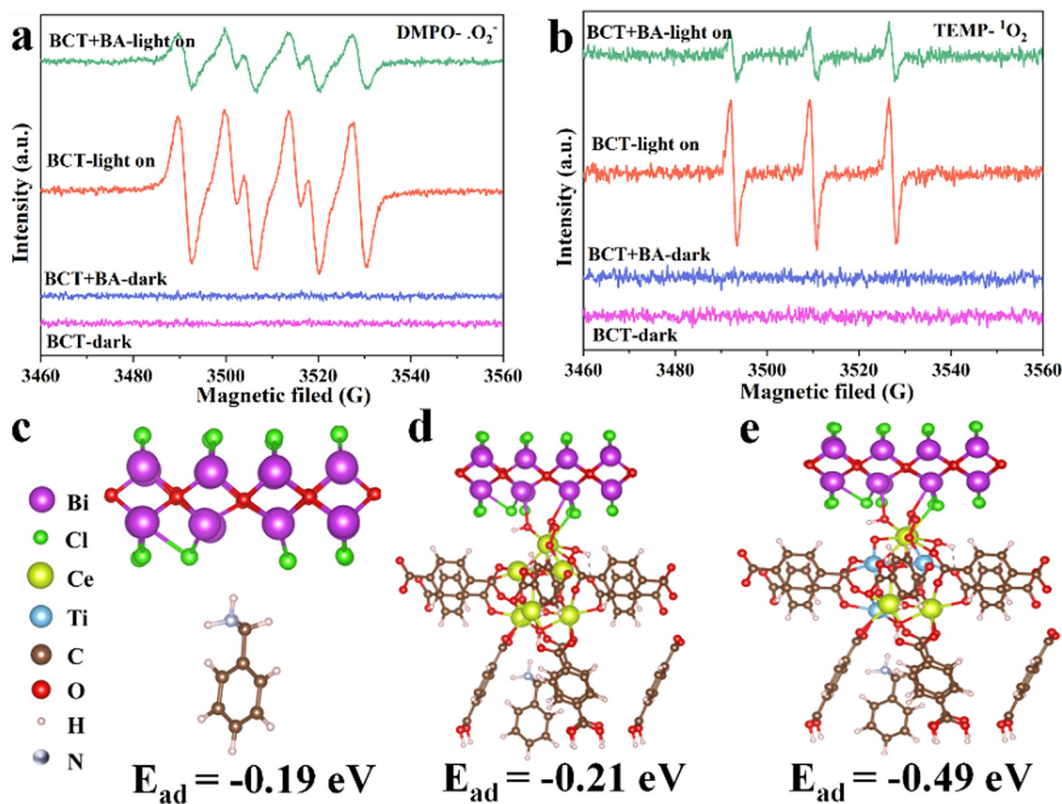 a
DMPO- .O₂⁻
BCT+BA-light on
BCT-light on
BCT+BA-dark
BCT-dark
Intensity (a.u.)
3460 3480 3500 3520 3540 3560
Magnetic filed (G)
b
TEMP- ¹O₂
BCT+BA-light on
BCT-light on
BCT+BA-dark
BCT-dark
Intensity (a.u.)
3460 3480 3500 3520 3540 3560
Magnetic filed (G)
c
Bi
Cl
Ce
Ti
C
O
H
N
E_ad = -0.19 eV
d
E_ad = -0.21 eV
e
E_ad = -0.49 eV